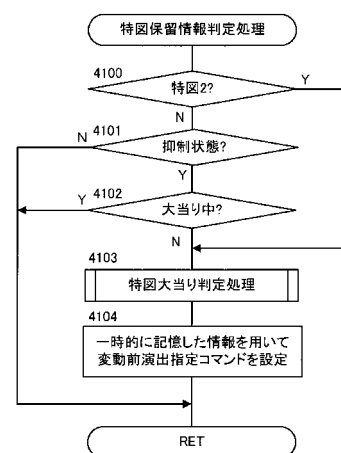 特図保留情報判定処理
4100
特図2?
Y
N
4101
N
抑制状態?
Y
4102
Y
大当り中?
N
4103
特図大当り判定処理
4104
一時的に記憶した情報を用いて
変動前演出指定コマンドを設定
RET